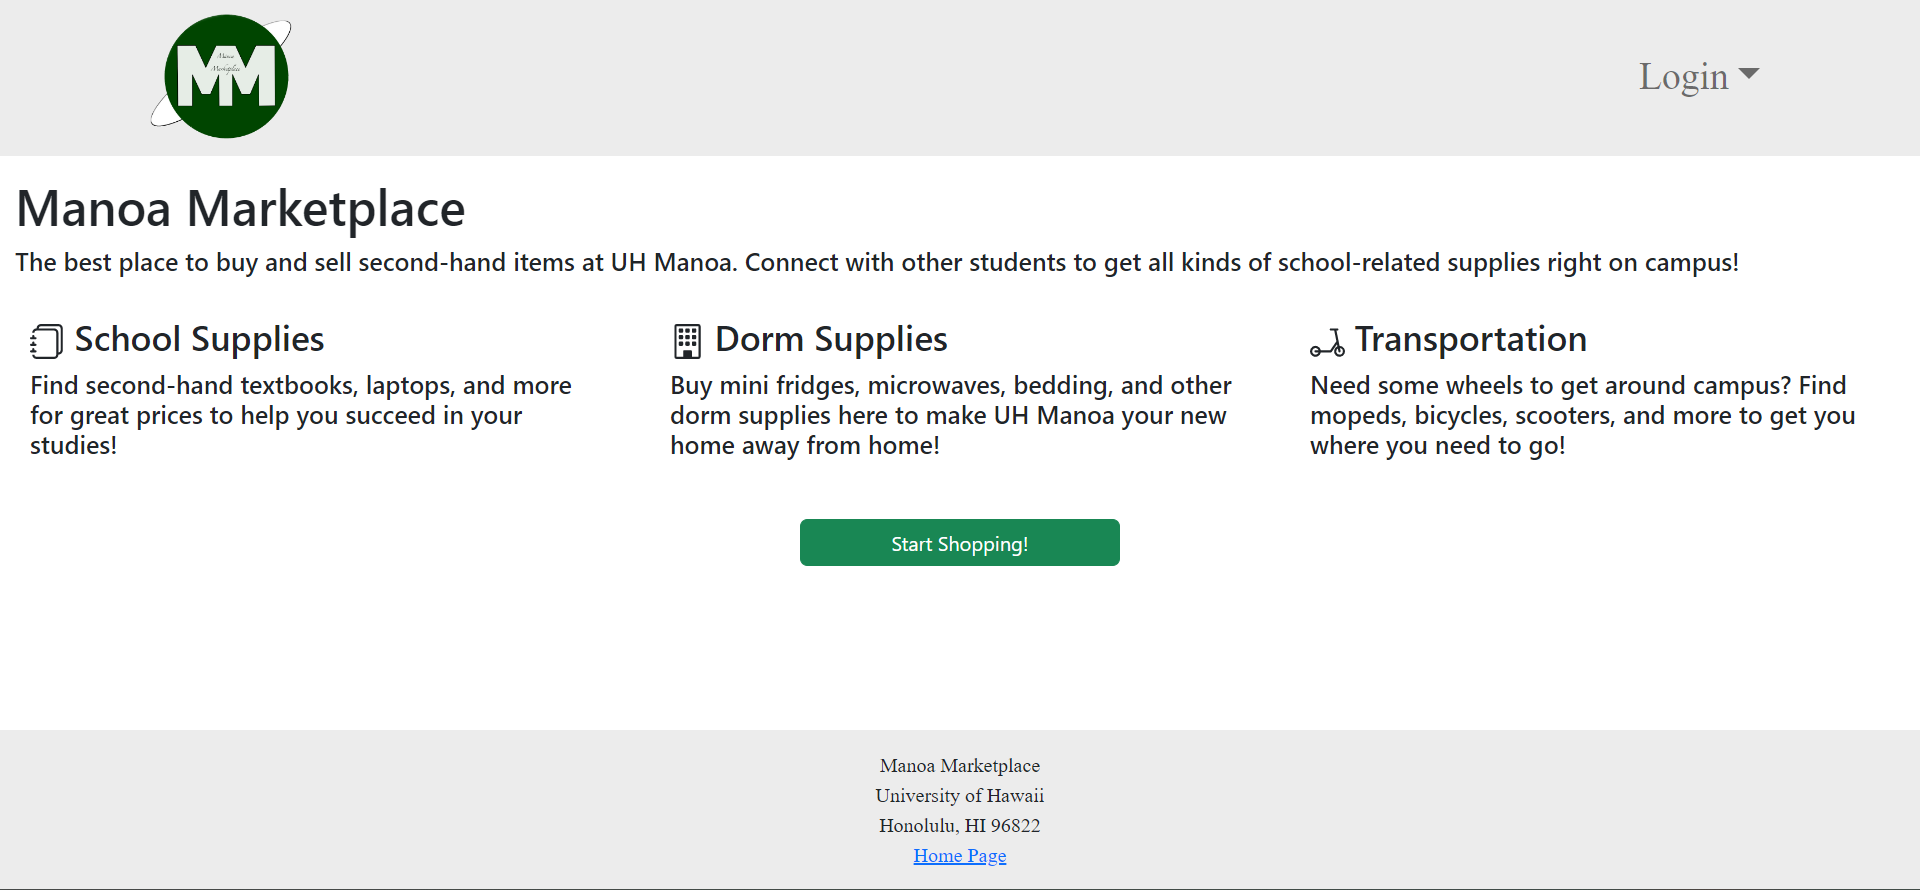 MM
Manoa
Marketplace
Login
Manoa Marketplace
The best place to buy and sell second-hand items at UH Manoa. Connect with other students to get all kinds of school-related supplies right on campus!
School Supplies
Find second-hand textbooks, laptops, and more
for great prices to help you succeed in your
studies!
Dorm Supplies
Buy mini fridges, microwaves, bedding, and other
dorm supplies here to make UH Manoa your new
home away from home!
Transportation
Need some wheels to get around campus? Find
mopeds, bicycles, scooters, and more to get you
where you need to go!
Start Shopping!
Manoa Marketplace
University of Hawaii
Honolulu, HI 96822
Home Page